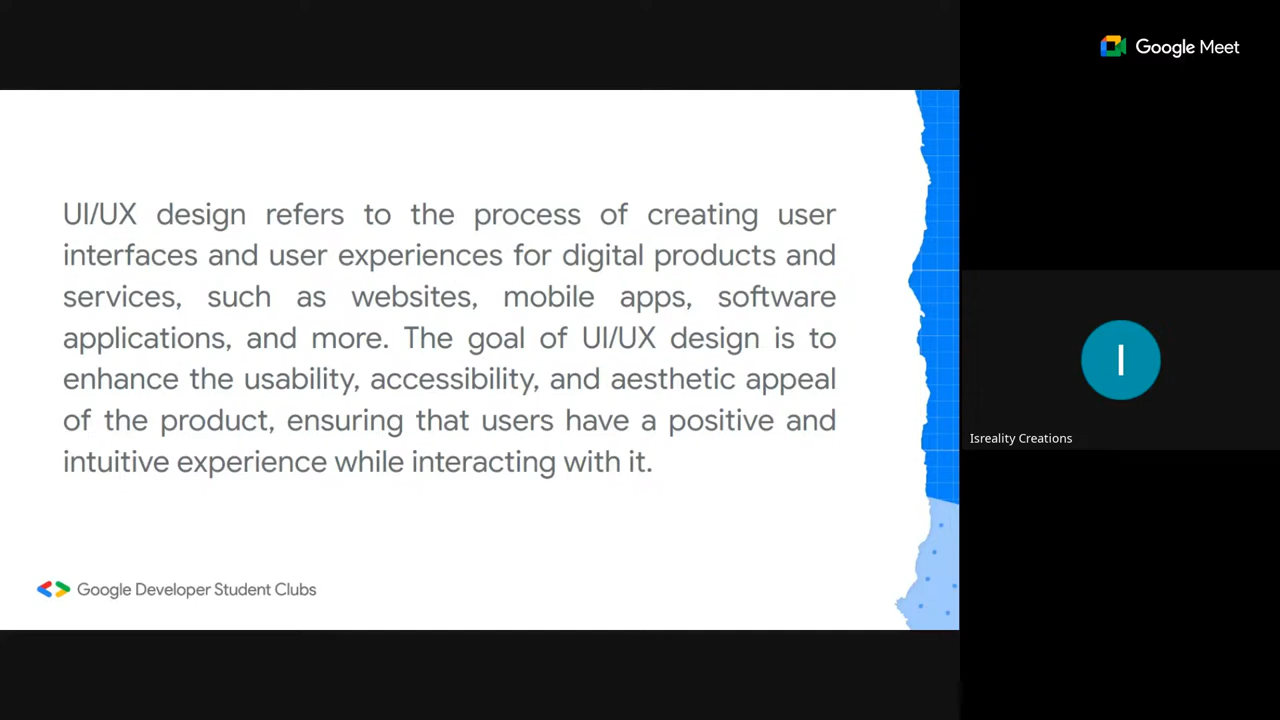 Google Meet
UI/UX design refers to the process of creating user
interfaces and user experiences for digital products and
services, such as websites, mobile apps, software
applications, and more. The goal of UI/UX design is to
enhance the usability, accessibility, and aesthetic appeal
of the product, ensuring that users have a positive and
intuitive experience while interacting with it.
I
Isreality Creations
Google Developer Student Clubs